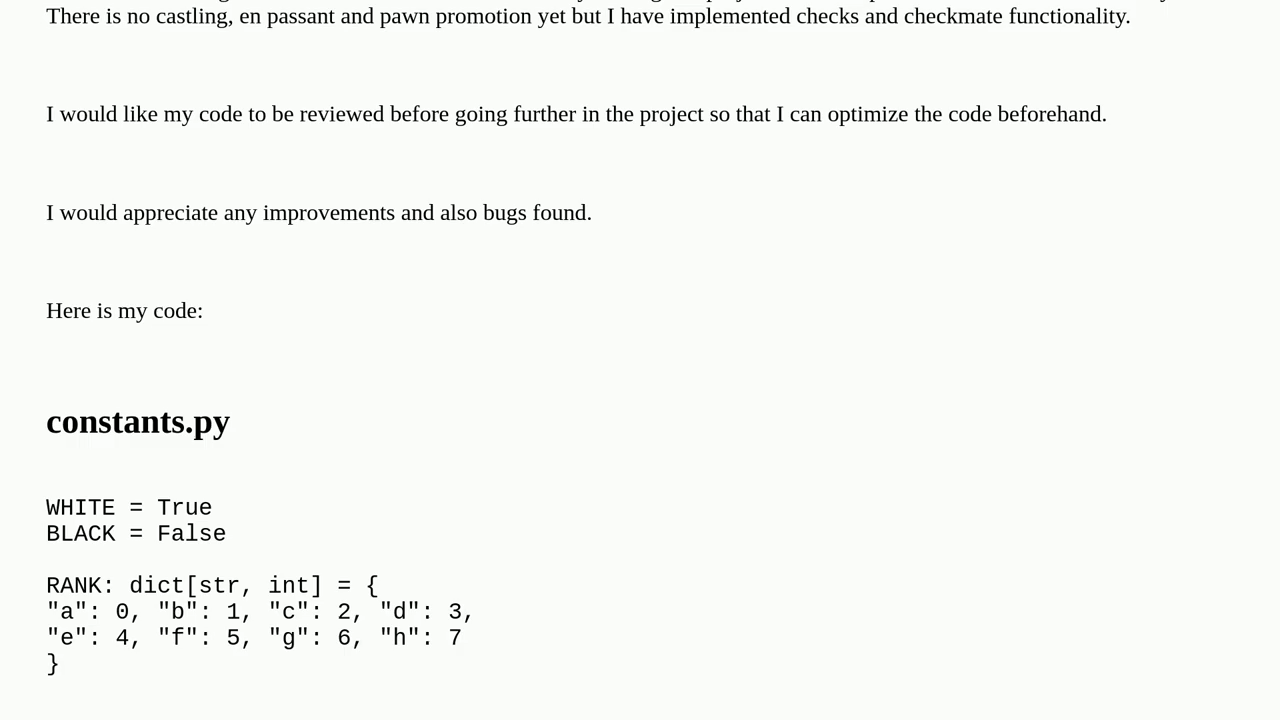 There is no castling, en passant and pawn promotion yet but I have implemented checks and checkmate functionality.
I would like my code to be reviewed before going further in the project so that I can optimize the code beforehand.
I would appreciate any improvements and also bugs found.
Here is my code:
constants.py
WHITE = True
BLACK = False
RANK: dict[str, int] = {
"a": 0, "b": 1, "c": 2, "d": 3,
"e": 4, "f": 5, "g": 6, "h": 7
}